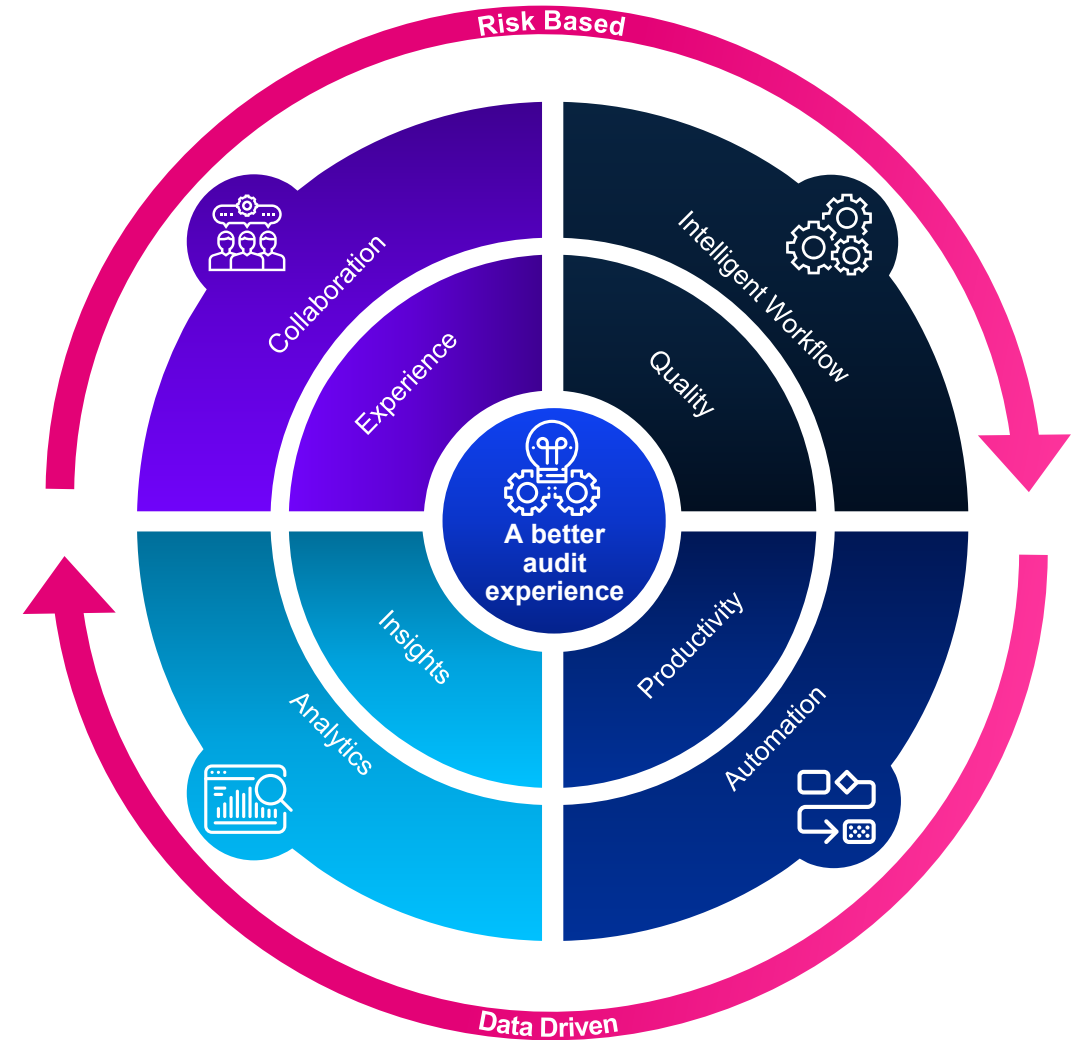 Risk Based
Collaboration
Intelligent Workflow
Experience
Quality
A better
audit
experience
Insights
Productivity
Analytics
Automation
Data Driven